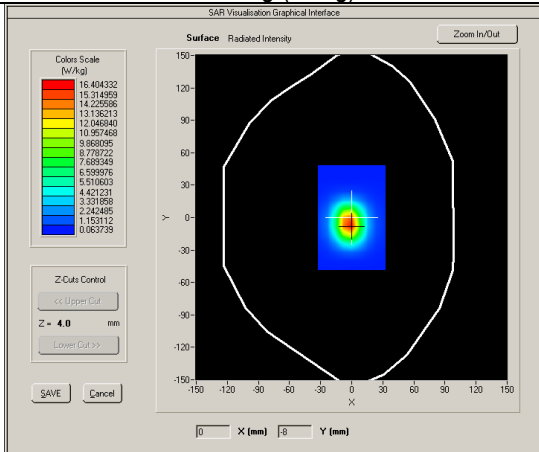 SAR Visualisation Graphical Interface
Surface Radiated Intensity
Zoom In/Out
Colors Scale
(W/kg)
16.404332
15.314959
14.225586
13.136213
12.046840
10.957468
9.868095
8.778722
7.689349
6.599976
5.510603
4.421231
3.331858
2.242485
1.153112
0.063739
Z-Cuts Control
<< Upper Cut
Z = 4.0 mm
Lower Cut >>
SAVE Cancel
150
120
90
60
30
0
-30
-60
-90
-120
-150
Y
-150 -120 -90 -60 -30 0 30 60 90 120 150
X
0 X (mm) -8 Y (mm)